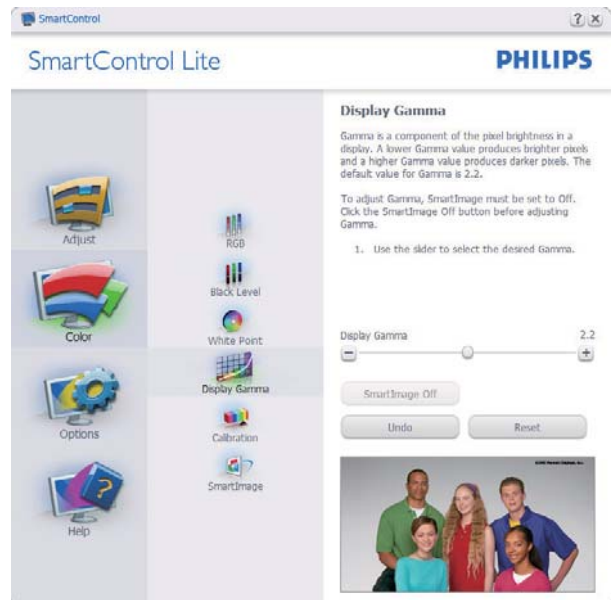 SmartControl
? x
SmartControl Lite
PHILIPS
Adjust
Color
Options
Help
RGB
Black Level
White Point
Display Gamma
Calibration
SmartImage
Display Gamma
Gamma is a component of the pixel brightness in a
display. A lower Gamma value produces brighter pixels
and a higher Gamma value produces darker pixels. The
default value for Gamma is 2.2.
To adjust Gamma, SmartImage must be set to Off.
Click the SmartImage Off button before adjusting
Gamma.
1. Use the slider to select the desired Gamma.
Display Gamma 2.2
SmartImage Off
Undo Reset